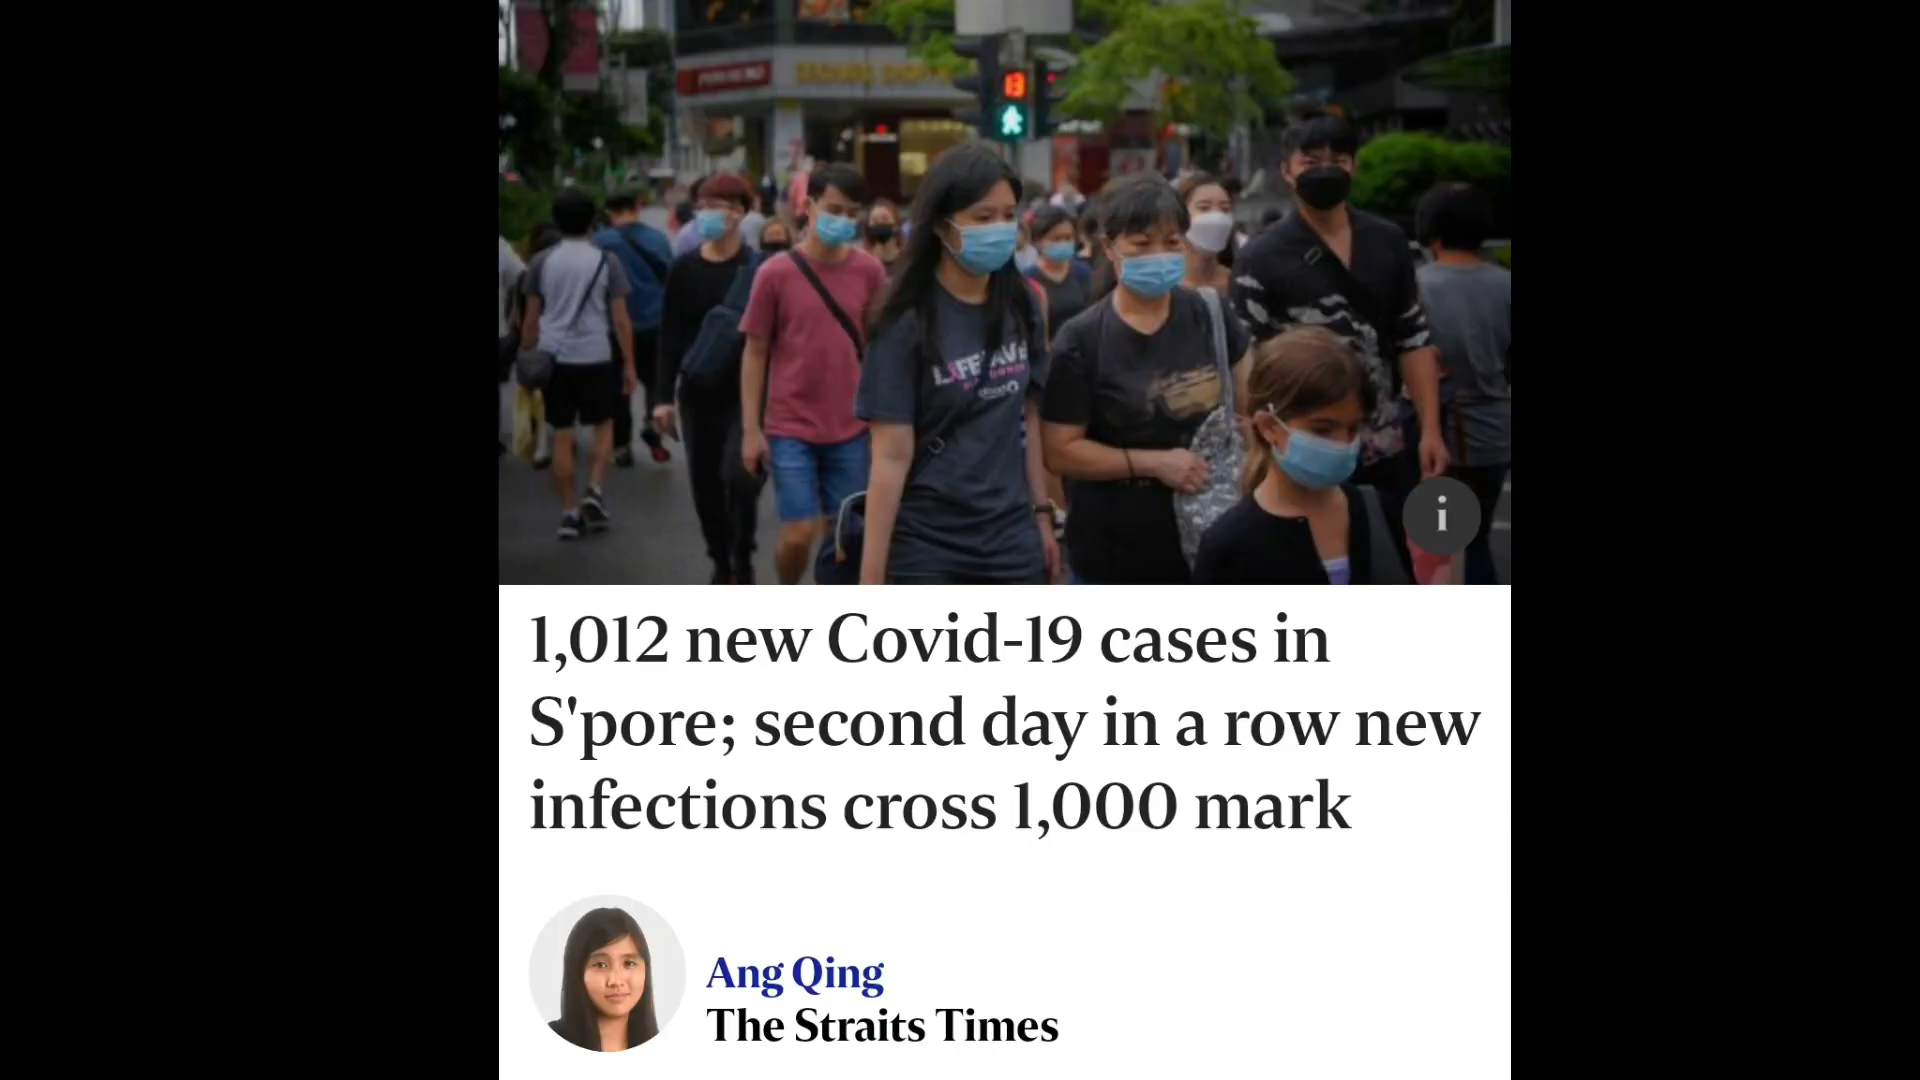 13
i
1,012 new Covid-19 cases in
S'pore; second day in a row new
infections cross 1,000 mark
Ang Qing
The Straits Times